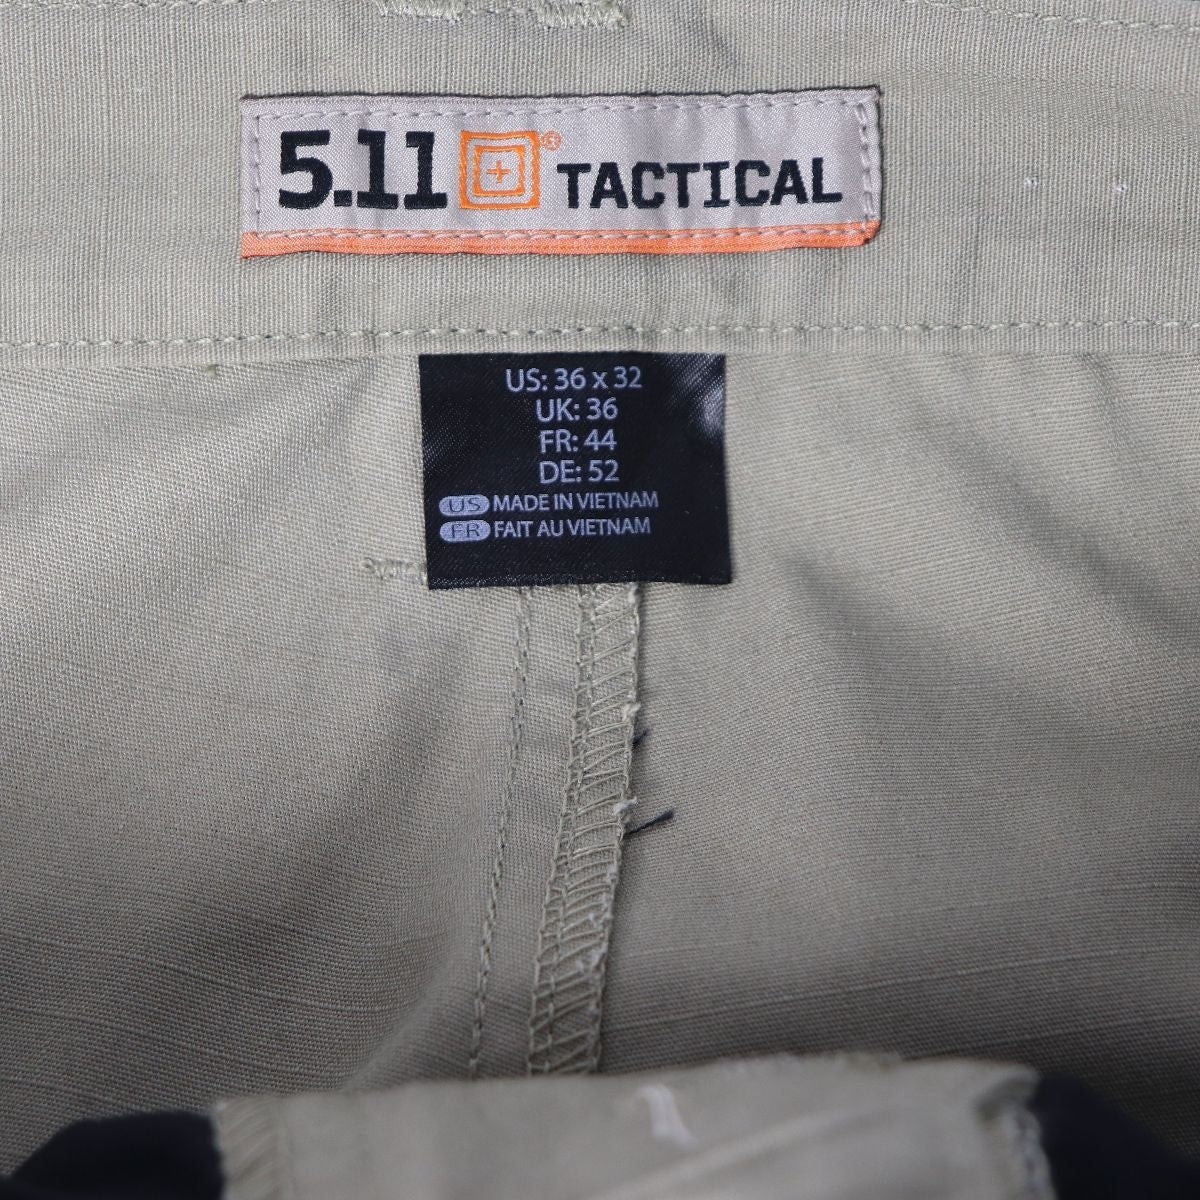 5.11 ® TACTICAL
US: 36 x 32
UK: 36
FR: 44
DE: 52
US MADE IN VIETNAM
FR FAIT AU VIETNAM